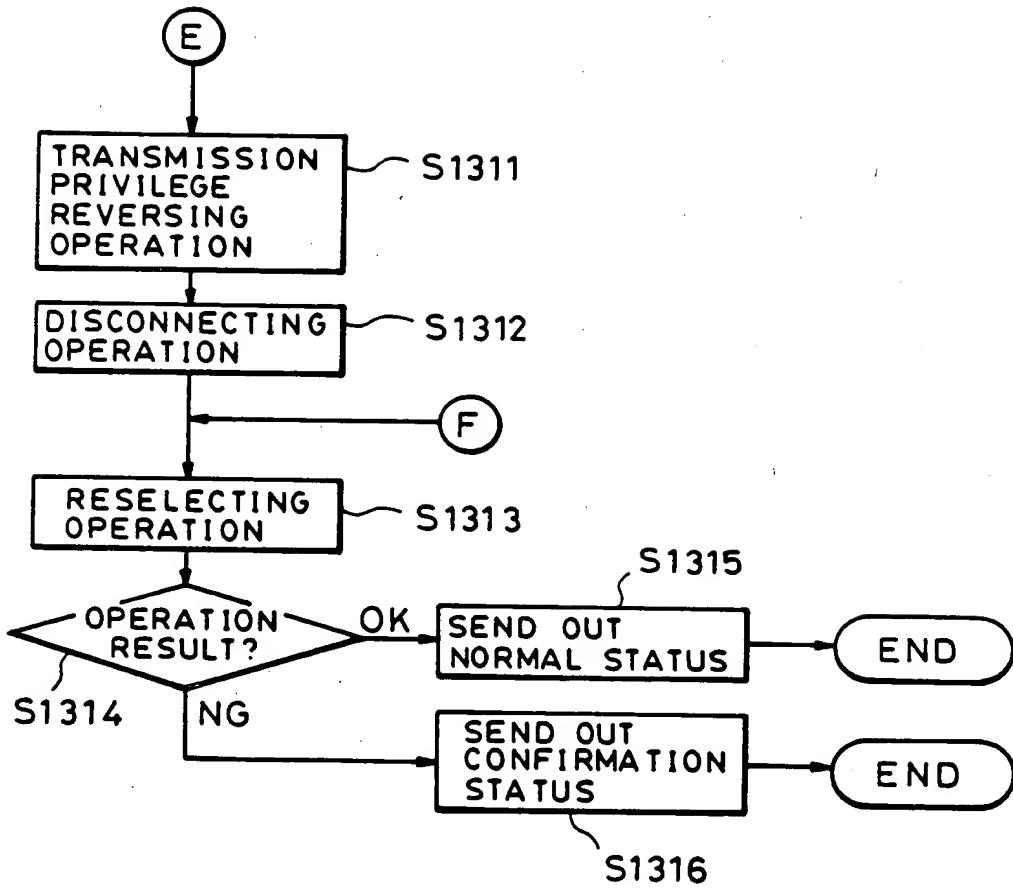 E
TRANSMISSION
PRIVILEGE
REVERSING
OPERATION
S1311
DISCONNECTING
OPERATION
S1312
F
RESELECTING
OPERATION
S1313
OPERATION
RESULT?
S1314
OK
S1315
SEND OUT
NORMAL STATUS
END
NG
SEND OUT
CONFIRMATION
STATUS
S1316
END